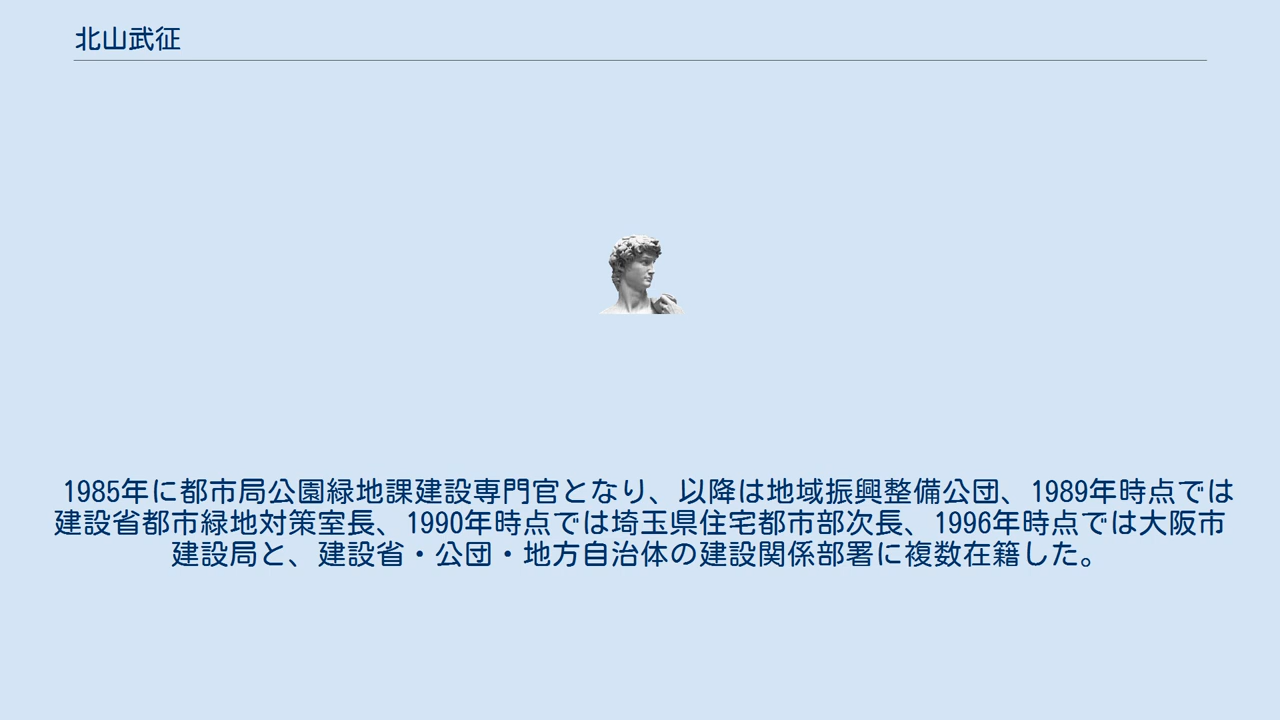 北山武征
1985年に都市局公園緑地課建設専門官となり、以降は地域振興整備公団、1989年時点では
建設省都市緑地対策室長、1990年時点では埼玉県住宅都市部次長、1996年時点では大阪市
建設局と、建設省・公団・地方自治体の建設関係部署に複数在籍した。